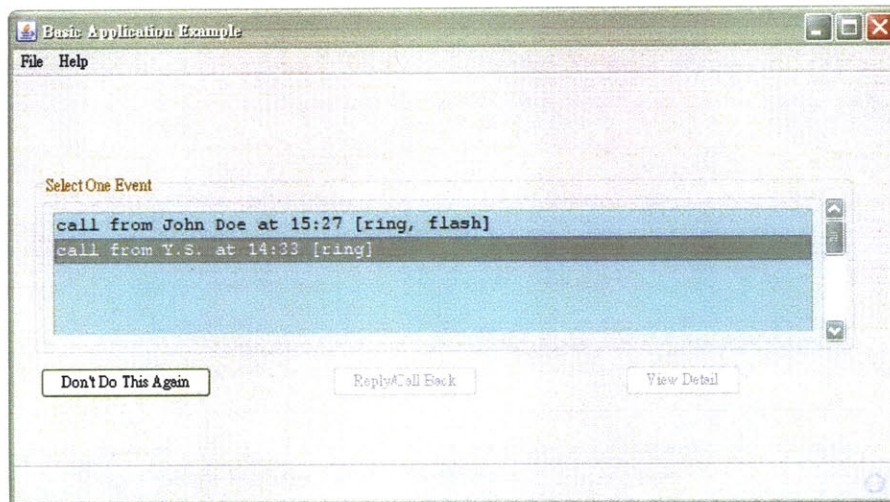 Basic Application Example
File Help
Select One Event
call from John Doe at 15:27 [ring, flash]
call from Y.S. at 14:33 [ring]
Don't Do This Again
Reply/Call Back
View Detail